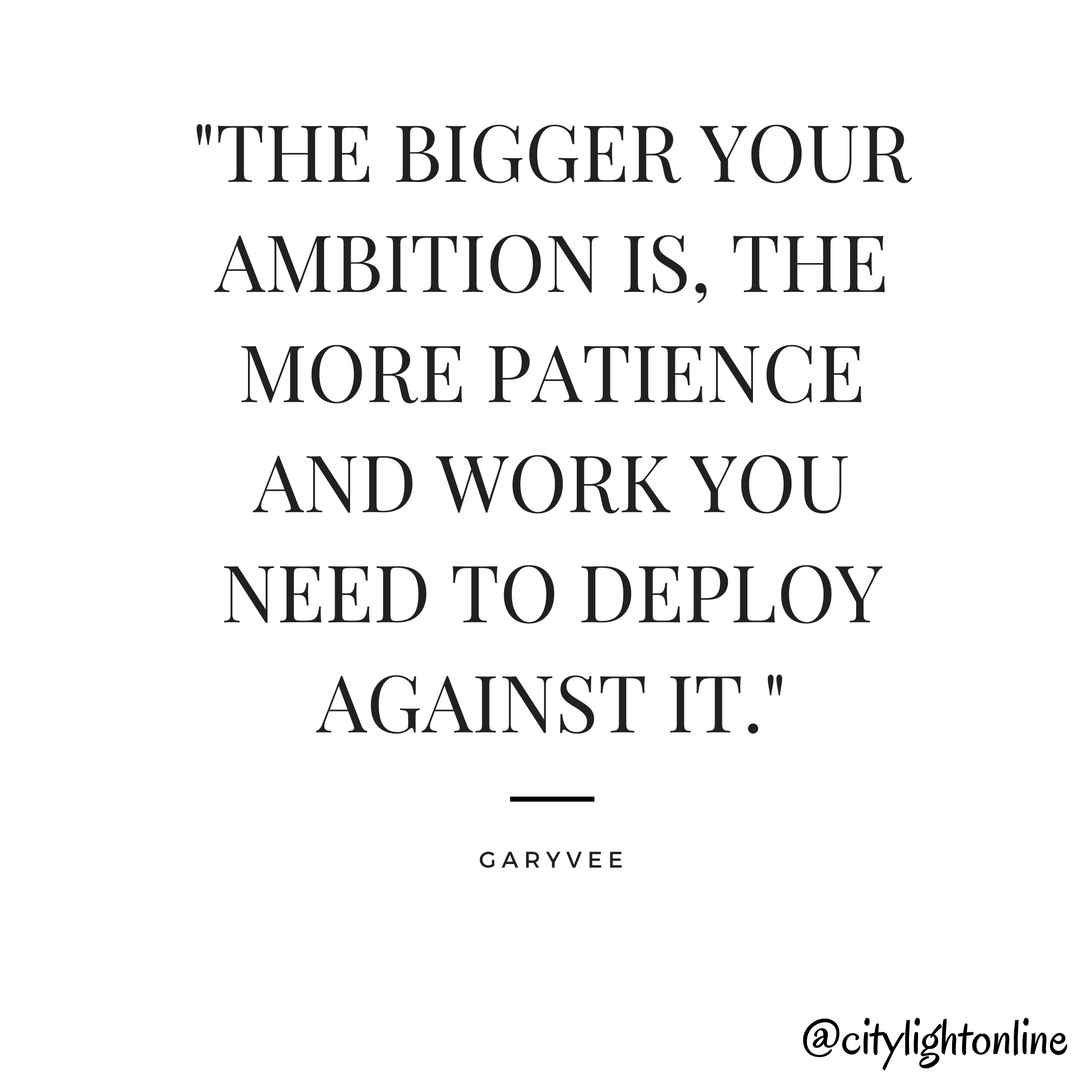 "THE BIGGER YOUR
AMBITION IS, THE
MORE PATIENCE
AND WORK YOU
NEED TO DEPLOY
AGAINST IT."
GARYVEE
@citylightonline